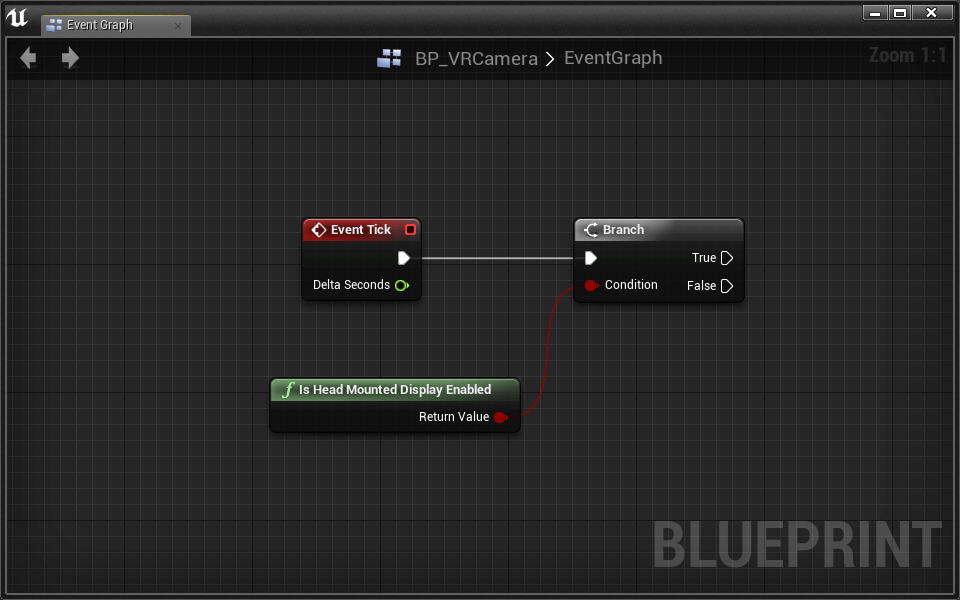 Event Graph
BP_VRCamera > EventGraph
Zoom 1:1
Event Tick
Delta Seconds
Branch
True
Condition
False
f Is Head Mounted Display Enabled
Return Value
BLUEPRINT